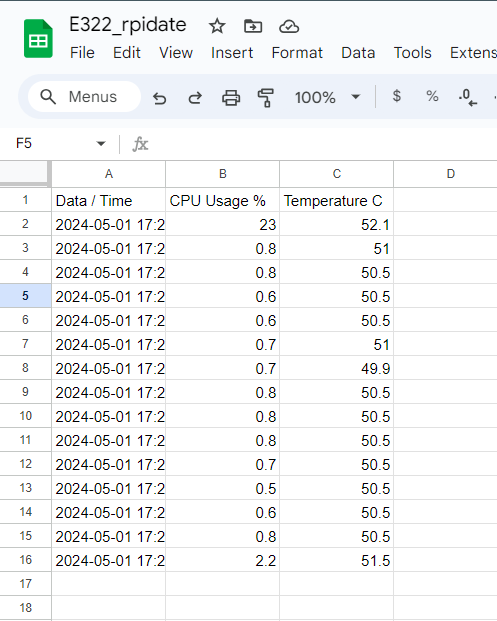 E322_rpidate
File Edit View Insert Format Data Tools Extens
Menus 100% $ % .0
F5 fx
A B C D
1 Data / Time CPU Usage % Temperature C
2 2024-05-01 17:2 23 52.1
3 2024-05-01 17:2 0.8 51
4 2024-05-01 17:2 0.8 50.5
5 2024-05-01 17:2 0.6 50.5
6 2024-05-01 17:2 0.6 50.5
7 2024-05-01 17:2 0.7 51
8 2024-05-01 17:2 0.7 49.9
9 2024-05-01 17:2 0.8 50.5
10 2024-05-01 17:2 0.8 50.5
11 2024-05-01 17:2 0.8 50.5
12 2024-05-01 17:2 0.7 50.5
13 2024-05-01 17:2 0.5 50.5
14 2024-05-01 17:2 0.6 50.5
15 2024-05-01 17:2 0.8 50.5
16 2024-05-01 17:2 2.2 51.5
17
18